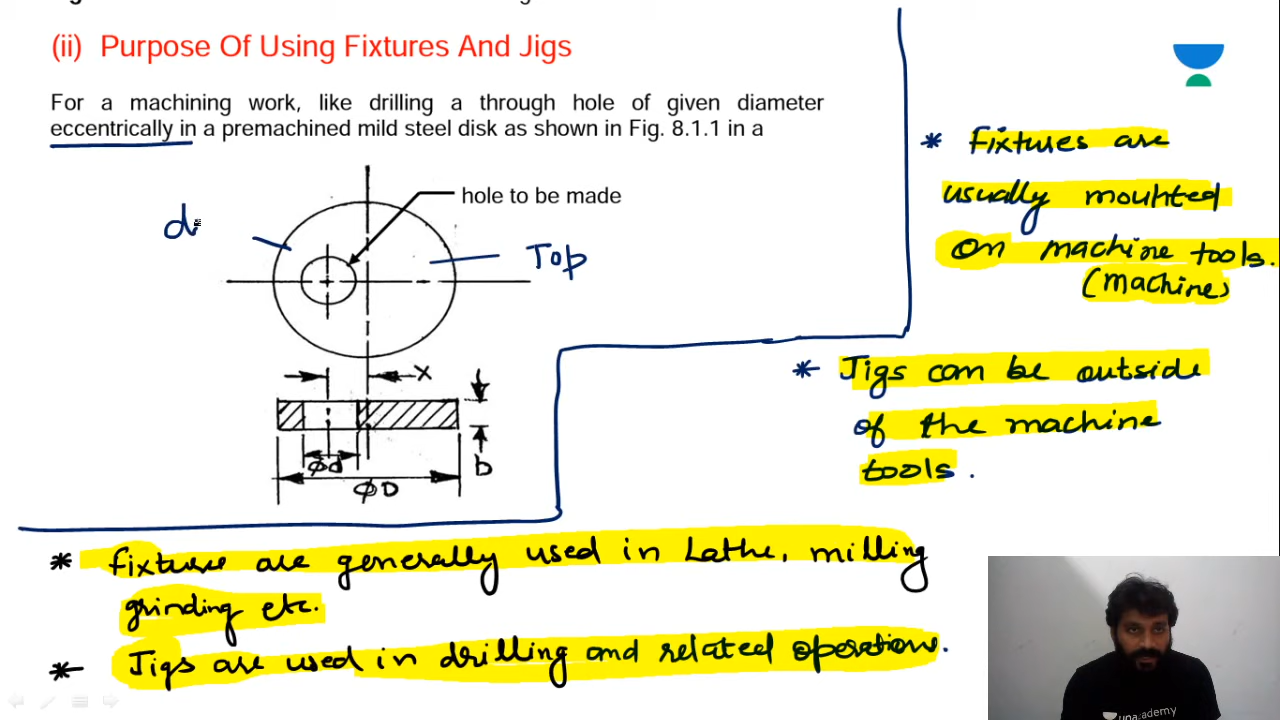 (ii) Purpose Of Using Fixtures And Jigs
For a machining work, like drilling a through hole of given diameter
eccentrically in a premachined mild steel disk as shown in Fig. 8.1.1 in a
* Fixtures are
usually mounted
on machine tools.
(Machine)
hole to be made
d
Top
x
* Jigs can be outside
of the machine
tools.
ϕd
b
ϕD
* fixture are generally used in Lathe, milling
grinding etc.
* Jigs are used in drilling and related operations.